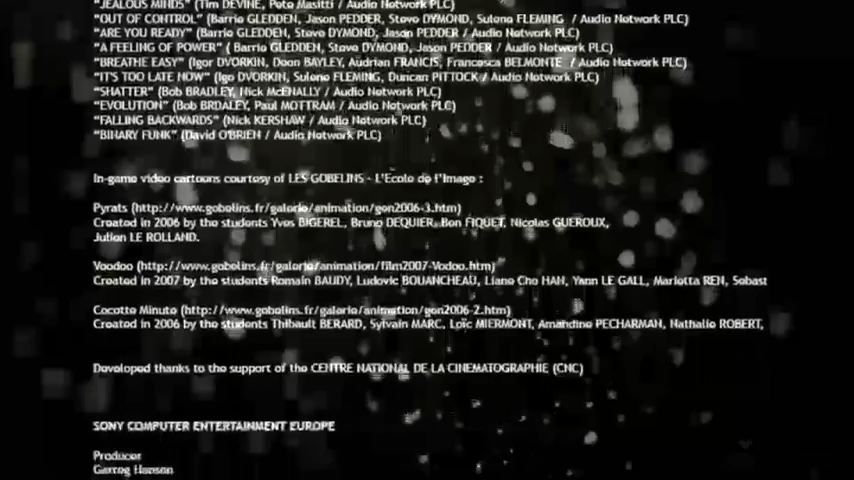 "JEALOUS MINDS" (Tim DEVINE, Pete Masitti / Audio Network PLC)
"OUT OF CONTROL" (Barrie GLEDDEN, Jason PEDDER, Steve DYMOND, Sulene FLEMING / Audio Network PLC)
"ARE YOU READY" (Barrie GLEDDEN, Steve DYMOND, Jason PEDDER / Audio Network PLC)
"A FEELING OF POWER" ( Barrie GLEDDEN, Steve DYMOND, Jason PEDDER / Audio Network PLC)
"BREATHE EASY" (Igor DVORKIN, Dean BAYLEY, Audrian FRANCIS, Francesca BELMONTE / Audio Network PLC)
"IT'S TOO LATE NOW" (Igo DVORKIN, Sulene FLEMING, Duncan PITTOCK / Audio Network PLC)
"SHATTER" (Bob BRADLEY, Nick McENALLY / Audio Network PLC)
"EVOLUTION" (Bob BRDALEY, Paul MOTTRAM / Audio Network PLC)
"FALLING BACKWARDS" (Nick KERSHAW / Audio Network PLC)
"BINARY FUNK" (David O'BRIEN / Audio Network PLC)
In-game video cartoons courtesy of LES GOBELINS - L'Ecole de l'Image :
Pyrats (http://www.gobelins.fr/galerie/animation/gen2006-3.htm)
Created in 2006 by the students Yves BIGEREL, Bruno DEQUIER, Ben FIQUET, Nicolas GUEROUX,
Julien LE ROLLAND.
Voodoo (http://www.gobelins.fr/galerie/animation/film2007-Vodoo.htm)
Created in 2007 by the students Romain BAUDY, Ludovic BOUANCHEAU, Liane Cho HAN, Yann LE GALL, Marietta REN, Sebast
Cocotte Minute (http://www.gobelins.fr/galerie/animation/gen2006-2.htm)
Created in 2006 by the students Thibault BERARD, Sylvain MARC, Loïc MIERMONT, Amandine PECHARMAN, Nathalie ROBERT,
Developed thanks to the support of the CENTRE NATIONAL DE LA CINEMATOGRAPHIE (CNC)
SONY COMPUTER ENTERTAINMENT EUROPE
Producer